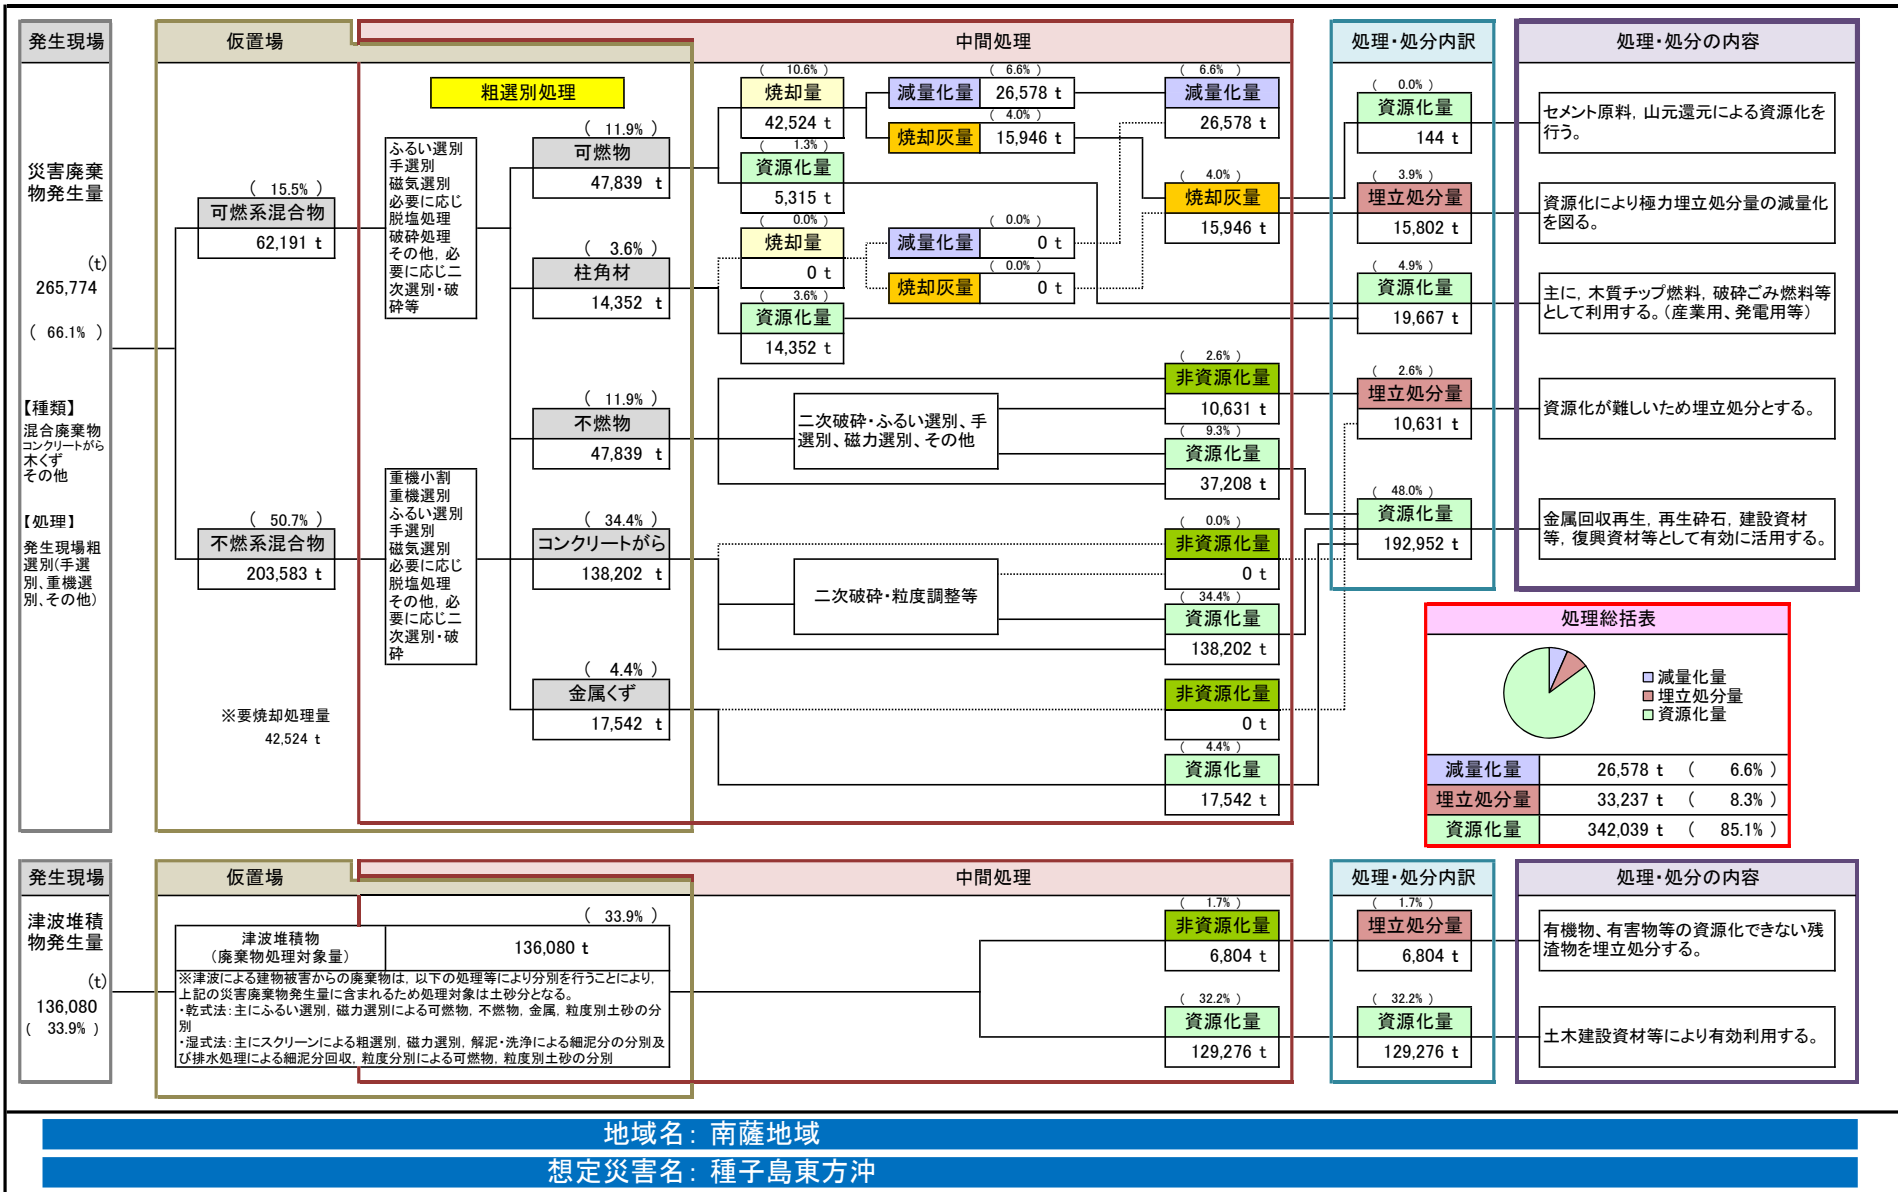 発生現場
仮置場
中間処理
処理・処分内訳
処理・処分の内容
災害廃棄
物発生量
(t)
265,774
( 66.1% )
【種類】
混合廃棄物
コンクリートがら
木くず
その他
【処理】
発生現場粗
選別(手選
別、重機選
別、その他)
( 15.5% )
可燃系混合物
62,191 t
( 50.7% )
不燃系混合物
203,583 t
※要焼却処理量
42,524 t
粗選別処理
ふるい選別
手選別
磁気選別
必要に応じ
脱塩処理
破砕処理
その他, 必
要に応じ二
次選別・破
砕等
重機小割
重機選別
ふるい選別
手選別
磁気選別
必要に応じ
脱塩処理
その他, 必
要に応じ二
次選別・破
砕
( 11.9% )
可燃物
47,839 t
( 3.6% )
柱角材
14,352 t
( 11.9% )
不燃物
47,839 t
( 34.4% )
コンクリートがら
138,202 t
( 4.4% )
金属くず
17,542 t
( 10.6% )
焼却量
42,524 t
( 1.3% )
資源化量
5,315 t
( 0.0% )
焼却量
0 t
( 3.6% )
資源化量
14,352 t
( 6.6% )
減量化量 26,578 t
( 4.0% )
焼却灰量 15,946 t
( 0.0% )
減量化量 0 t
( 0.0% )
焼却灰量 0 t
二次破砕・ふるい選別、手
選別、磁力選別、その他
二次破砕・粒度調整等
( 6.6% )
減量化量
26,578 t
( 4.0% )
焼却灰量
15,946 t
( 2.6% )
非資源化量
10,631 t
( 9.3% )
資源化量
37,208 t
( 0.0% )
非資源化量
0 t
( 34.4% )
資源化量
138,202 t
非資源化量
0 t
( 4.4% )
資源化量
17,542 t
( 0.0% )
資源化量
144 t
( 3.9% )
埋立処分量
15,802 t
( 4.9% )
資源化量
19,667 t
( 2.6% )
埋立処分量
10,631 t
( 48.0% )
資源化量
192,952 t
セメント原料, 山元還元による資源化を
行う。
資源化により極力埋立処分量の減量化
を図る。
主に, 木質チップ燃料, 破砕ごみ燃料等
として利用する。(産業用、発電用等)
資源化が難しいため埋立処分とする。
金属回収再生, 再生砕石, 建設資材
等, 復興資材等として有効に活用する。
処理総括表
減量化量
埋立処分量
資源化量
減量化量 26,578 t ( 6.6% )
埋立処分量 33,237 t ( 8.3% )
資源化量 342,039 t ( 85.1% )
発生現場
仮置場
中間処理
処理・処分内訳
処理・処分の内容
津波堆積
物発生量
(t)
136,080
( 33.9% )
( 33.9% )
津波堆積物
(廃棄物処理対象量)
136,080 t
※津波による建物被害からの廃棄物は, 以下の処理等により分別を行うことにより,
上記の災害廃棄物発生量に含まれるため処理対象は土砂分となる。
・乾式法:主にふるい選別, 磁力選別による可燃物, 不燃物, 金属, 粒度別土砂の分
別
・湿式法:主にスクリーンによる粗選別, 磁力選別, 解泥・洗浄による細泥分の分別及
び排水処理による細泥分回収, 粒度分別による可燃物, 粒度別土砂の分別
( 1.7% )
非資源化量
6,804 t
( 32.2% )
資源化量
129,276 t
( 1.7% )
埋立処分量
6,804 t
( 32.2% )
資源化量
129,276 t
有機物、有害物等の資源化できない残
渣物を埋立処分する。
土木建設資材等により有効利用する。
地域名: 南薩地域
想定災害名: 種子島東方沖